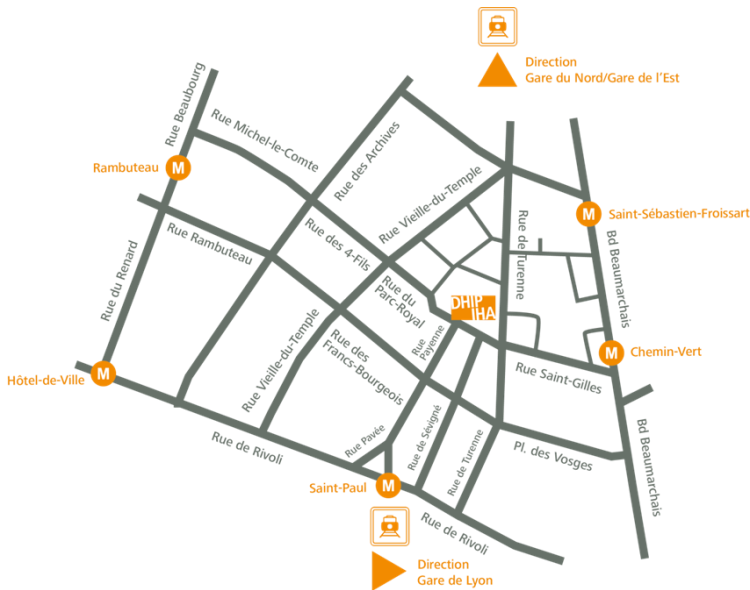 Direction
Gare du Nord/Gare de l'Est
Rue Beaubourg
Rue Michel-le-Comte
Rambuteau
M
Rue des Archives
Rue Vieille-du-Temple
M
Saint-Sébastien-Froissart
Rue Rambuteau
Rue des 4-Fils
Rue de Turenne
Bd Beaumarchais
Rue du Renard
Rue du
Parc-Royal
DHIP
IHA
Rue Payenne
M
Chemin-Vert
Hôtel-de-Ville
M
Rue Vieille-du-Temple
Rue des
Francs-Bourgeois
Rue Saint-Gilles
Rue de Rivoli
Rue Pavée
Rue de Sévigné
Rue de Turenne
Pl. des Vosges
Bd Beaumarchais
Saint-Paul
M
Rue de Rivoli
Direction
Gare de Lyon